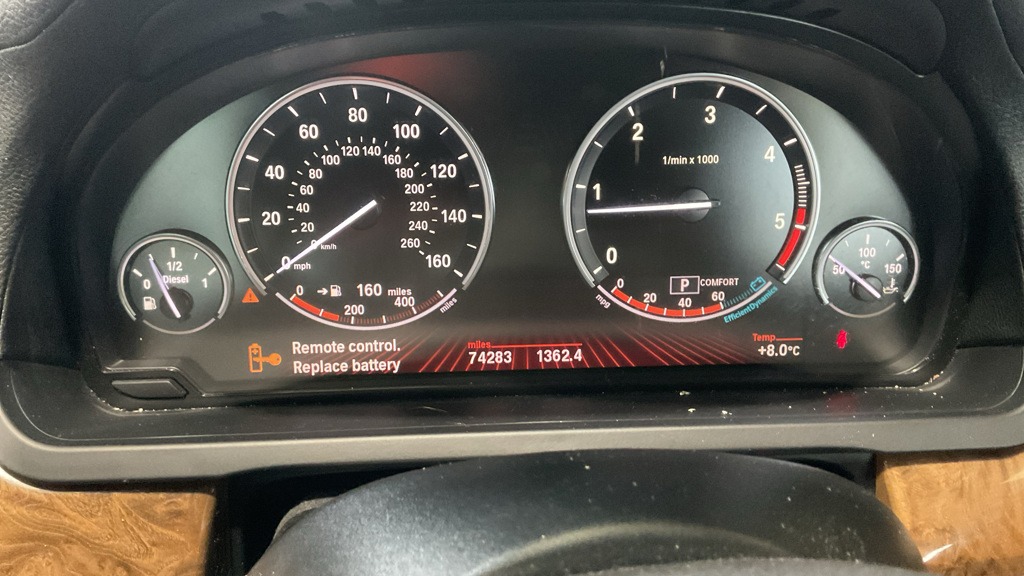 20
40
60
80
100
120
140
160
0 mph
0 km/h
20
40
60
80
100
120 140
160
180
200
220
240
260
0
1/2
1
Diesel
0
200
400
miles
160 miles
0
1
2
3
4
5
1/min x 1000
P COMFORT
mpg
0
20
40
60
EfficientDynamics
50
100
150
°C
Remote control.
Replace battery
miles
74283 1362.4
Temp
+8.0°C